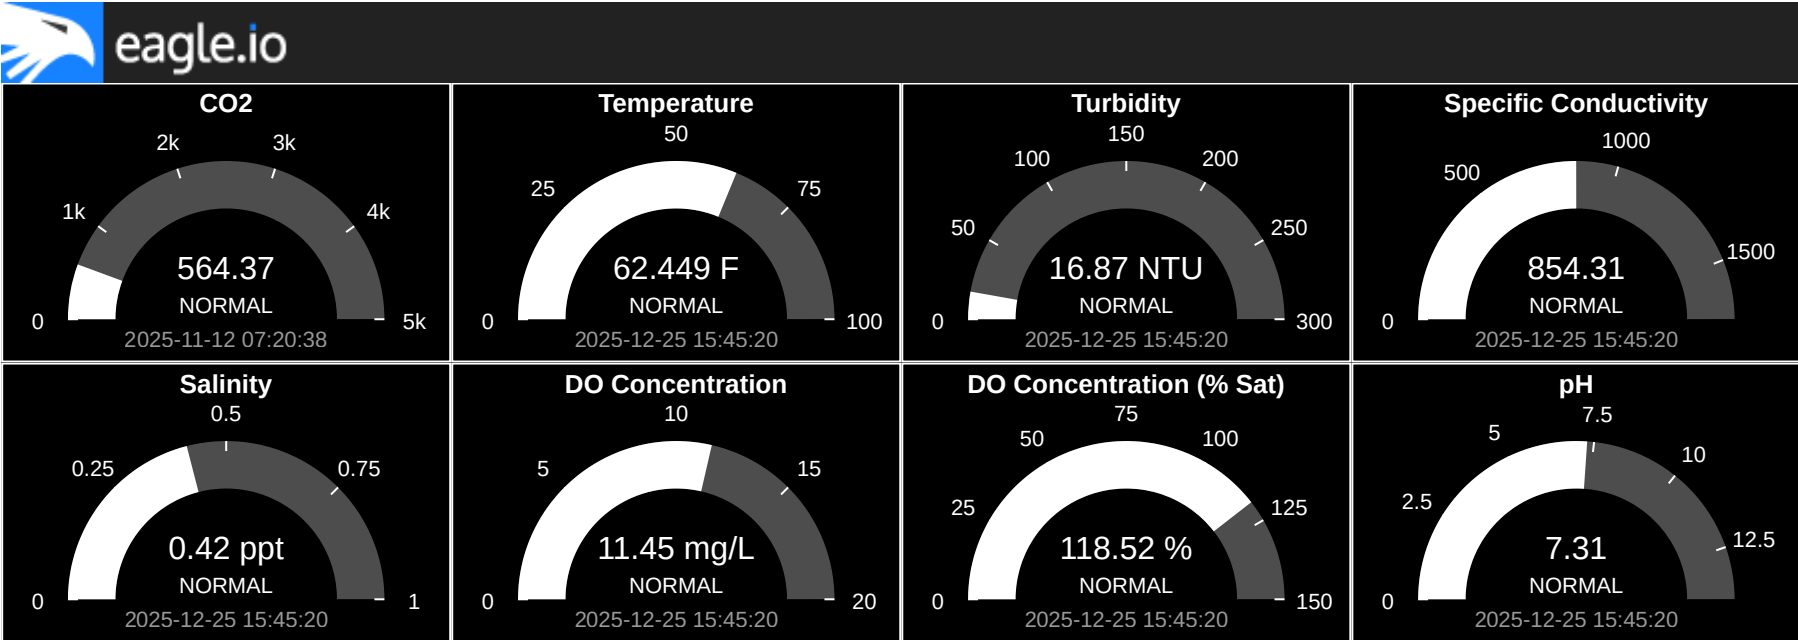 eagle.io
CO2
0
1k
2k
3k
4k
5k
564.37
NORMAL
2025-11-12 07:20:38
Temperature
0
25
50
75
100
62.449 F
NORMAL
2025-12-25 15:45:20
Turbidity
0
50
100
150
200
250
300
16.87 NTU
NORMAL
2025-12-25 15:45:20
Specific Conductivity
0
500
1000
1500
854.31
NORMAL
2025-12-25 15:45:20
Salinity
0
0.25
0.5
0.75
1
0.42 ppt
NORMAL
2025-12-25 15:45:20
DO Concentration
0
5
10
15
20
11.45 mg/L
NORMAL
2025-12-25 15:45:20
DO Concentration (% Sat)
0
25
50
75
100
125
150
118.52 %
NORMAL
2025-12-25 15:45:20
pH
0
2.5
5
7.5
10
12.5
7.31
NORMAL
2025-12-25 15:45:20